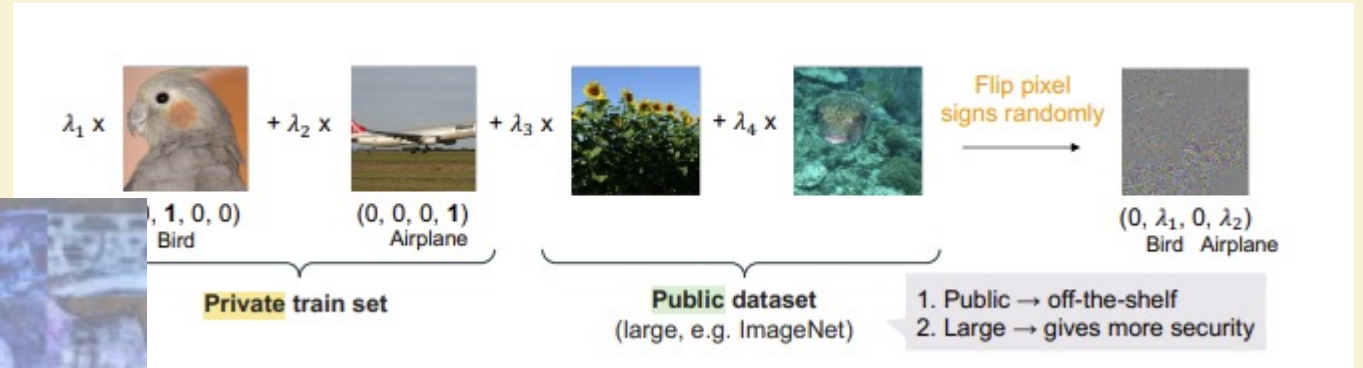 λ₁ x + λ₂ x + λ₃ x + λ₄ x
Flip pixel
signs randomly
, 1, 0, 0)
Bird
(0, 0, 0, 1)
Airplane
(0, λ₁, 0, λ₂)
Bird Airplane
Private train set
Public dataset
(large, e.g. ImageNet)
1. Public → off-the-shelf
2. Large → gives more security